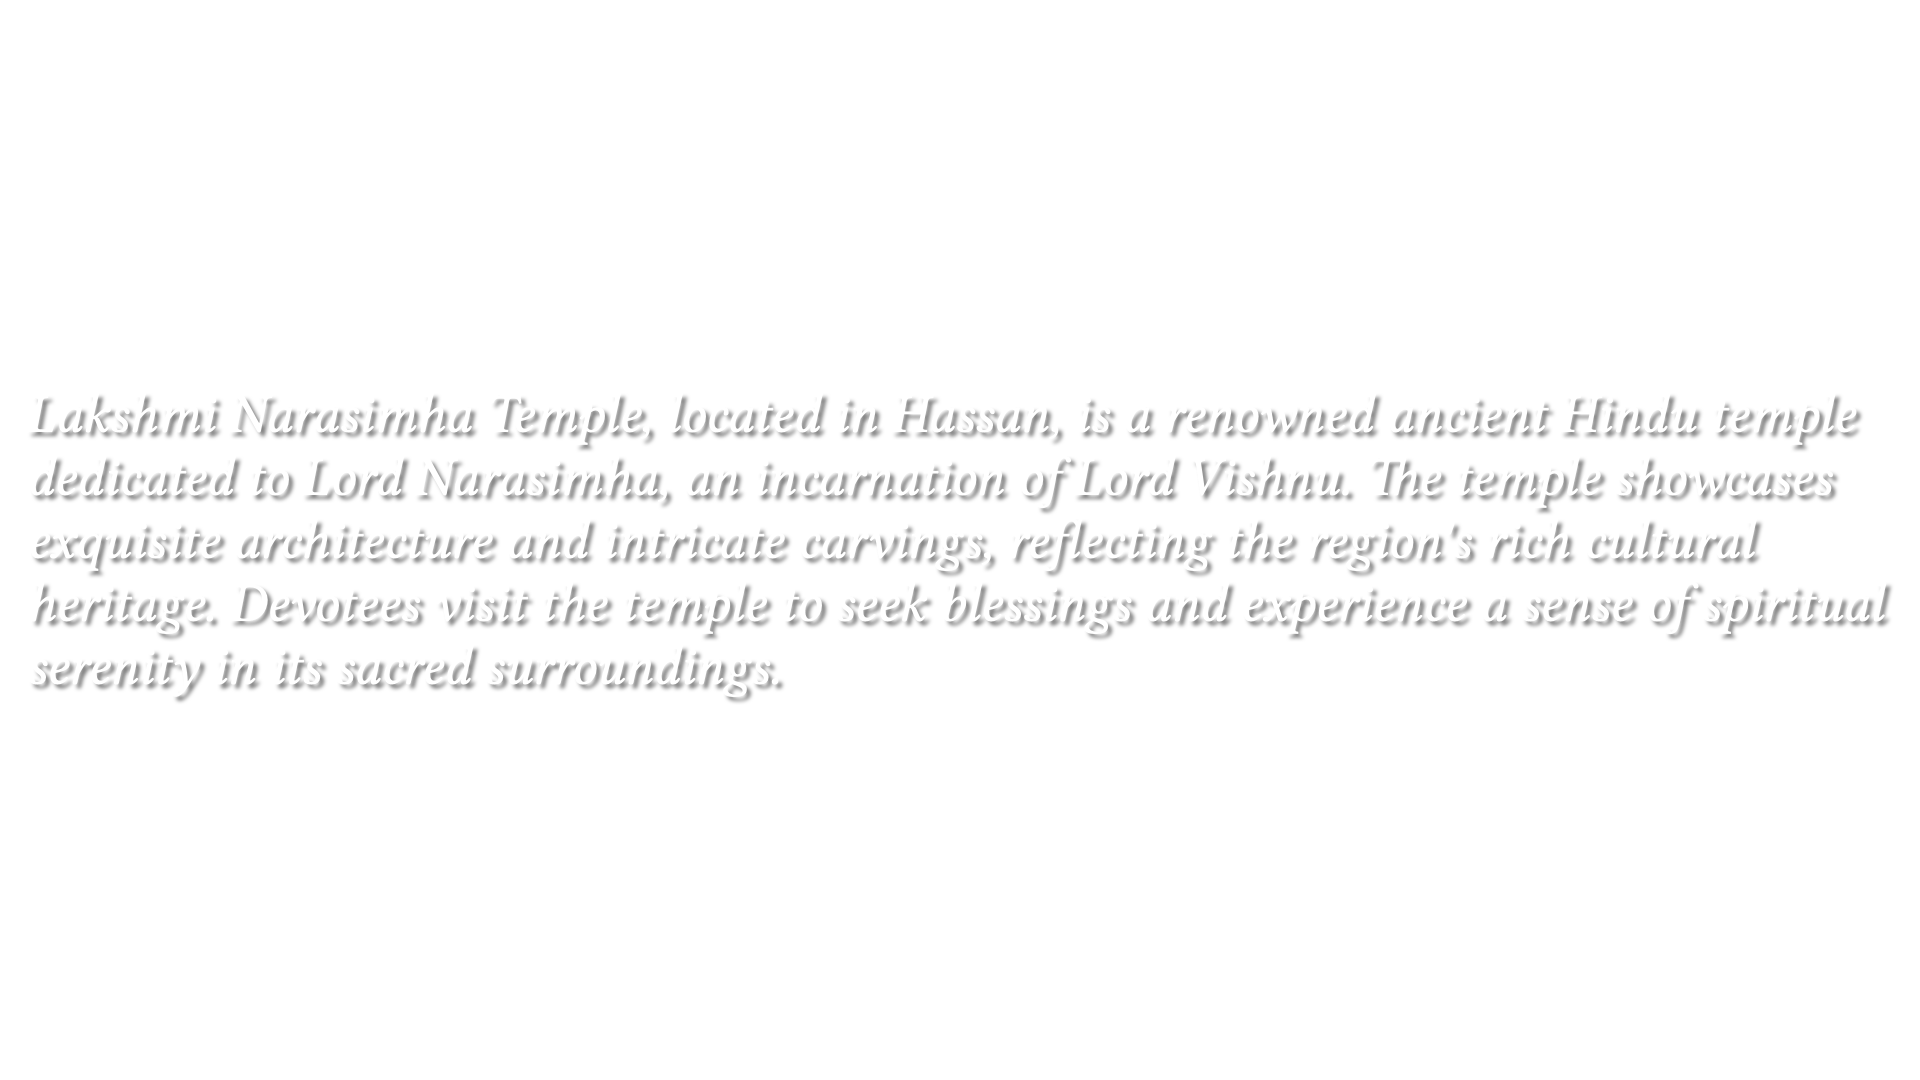 Lakshmi Narasimha Temple, located in Hassan, is a renowned ancient Hindu temple
dedicated to Lord Narasimha, an incarnation of Lord Vishnu. The temple showcases
exquisite architecture and intricate carvings, reflecting the region's rich cultural
heritage. Devotees visit the temple to seek blessings and experience a sense of spiritual
serenity in its sacred surroundings.